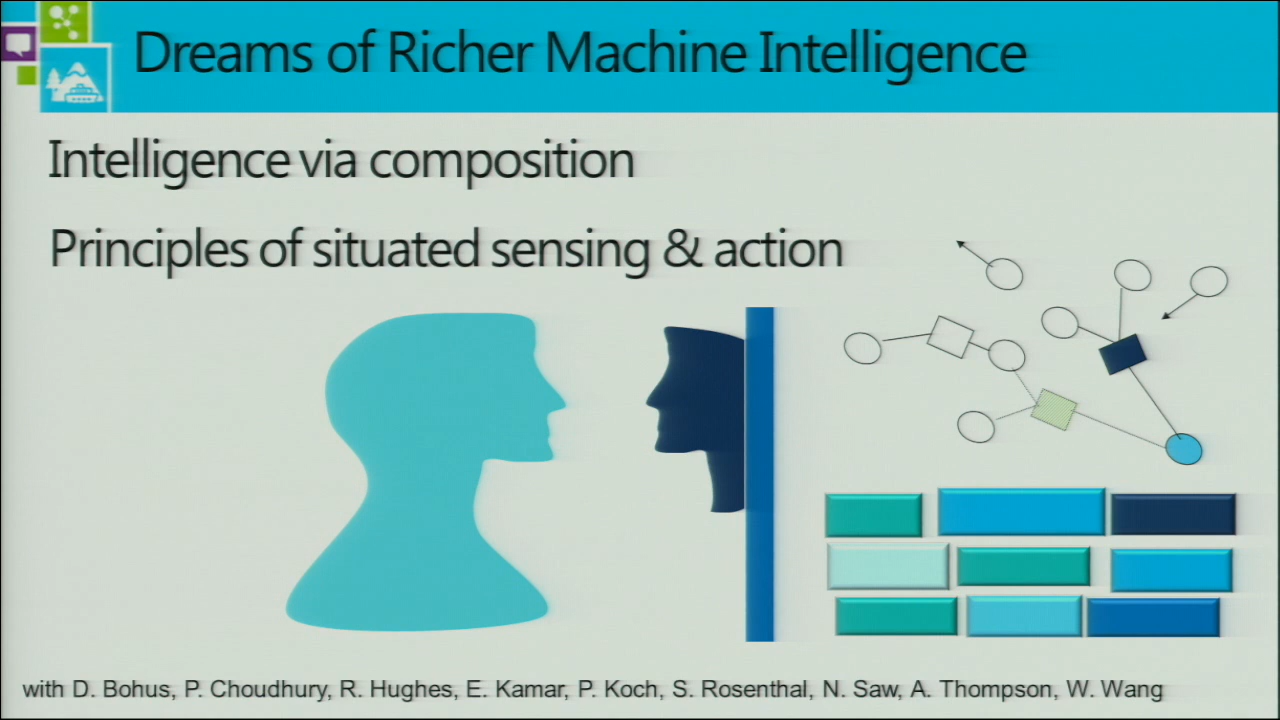 Dreams of Richer Machine Intelligence
Intelligence via composition
Principles of situated sensing & action
with D. Bohus, P. Choudhury, R. Hughes, E. Kamar, P. Koch, S. Rosenthal, N. Saw, A. Thompson, W. Wang